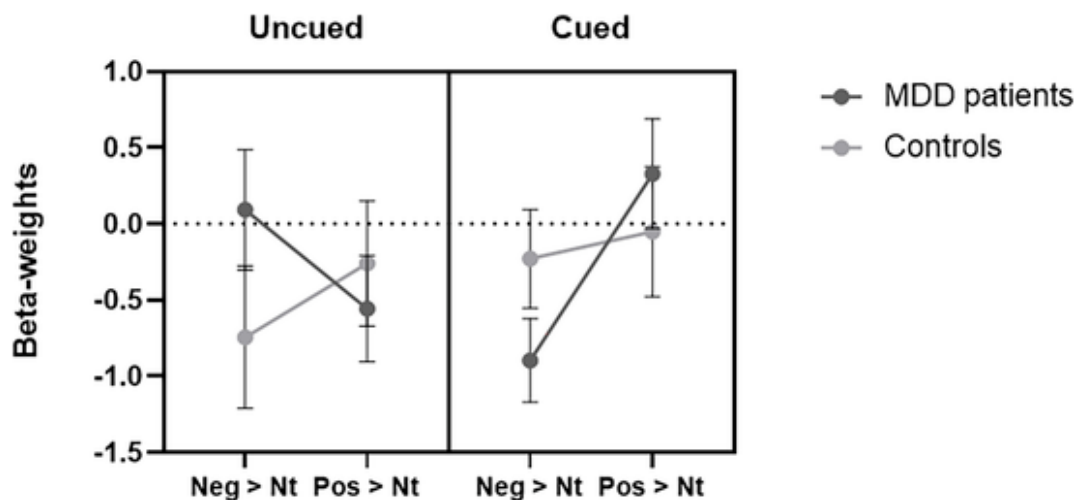 Uncued
Cued
MDD patients
Controls
Beta-weights
1.0
0.5
0.0
-0.5
-1.0
-1.5
Neg > Nt
Pos > Nt
Neg > Nt
Pos > Nt